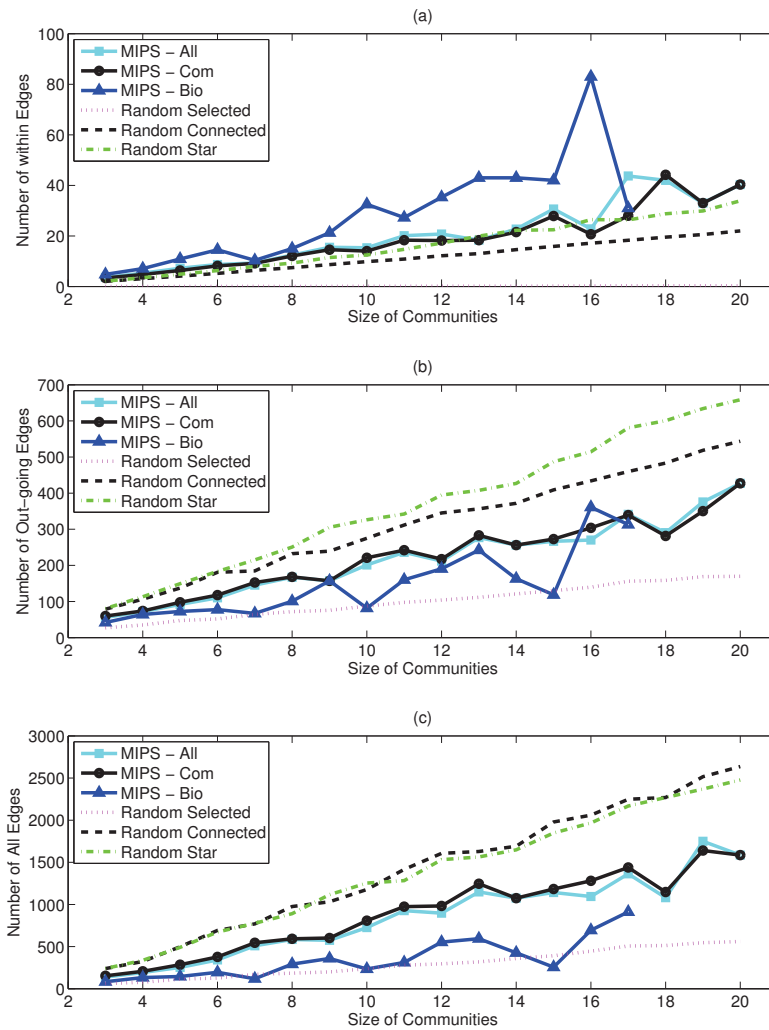 (a)
100
80
60
40
20
0
Number of within Edges
MIPS − All
MIPS − Com
MIPS − Bio
Random Selected
Random Connected
Random Star
2 4 6 8 10 12 14 16 18 20
Size of Communities
(b)
700
600
500
400
300
200
100
0
Number of Out−going Edges
MIPS − All
MIPS − Com
MIPS − Bio
Random Selected
Random Connected
Random Star
2 4 6 8 10 12 14 16 18 20
Size of Communities
(c)
3000
2500
2000
1500
1000
500
0
Number of All Edges
MIPS − All
MIPS − Com
MIPS − Bio
Random Selected
Random Connected
Random Star
2 4 6 8 10 12 14 16 18 20
Size of Communities